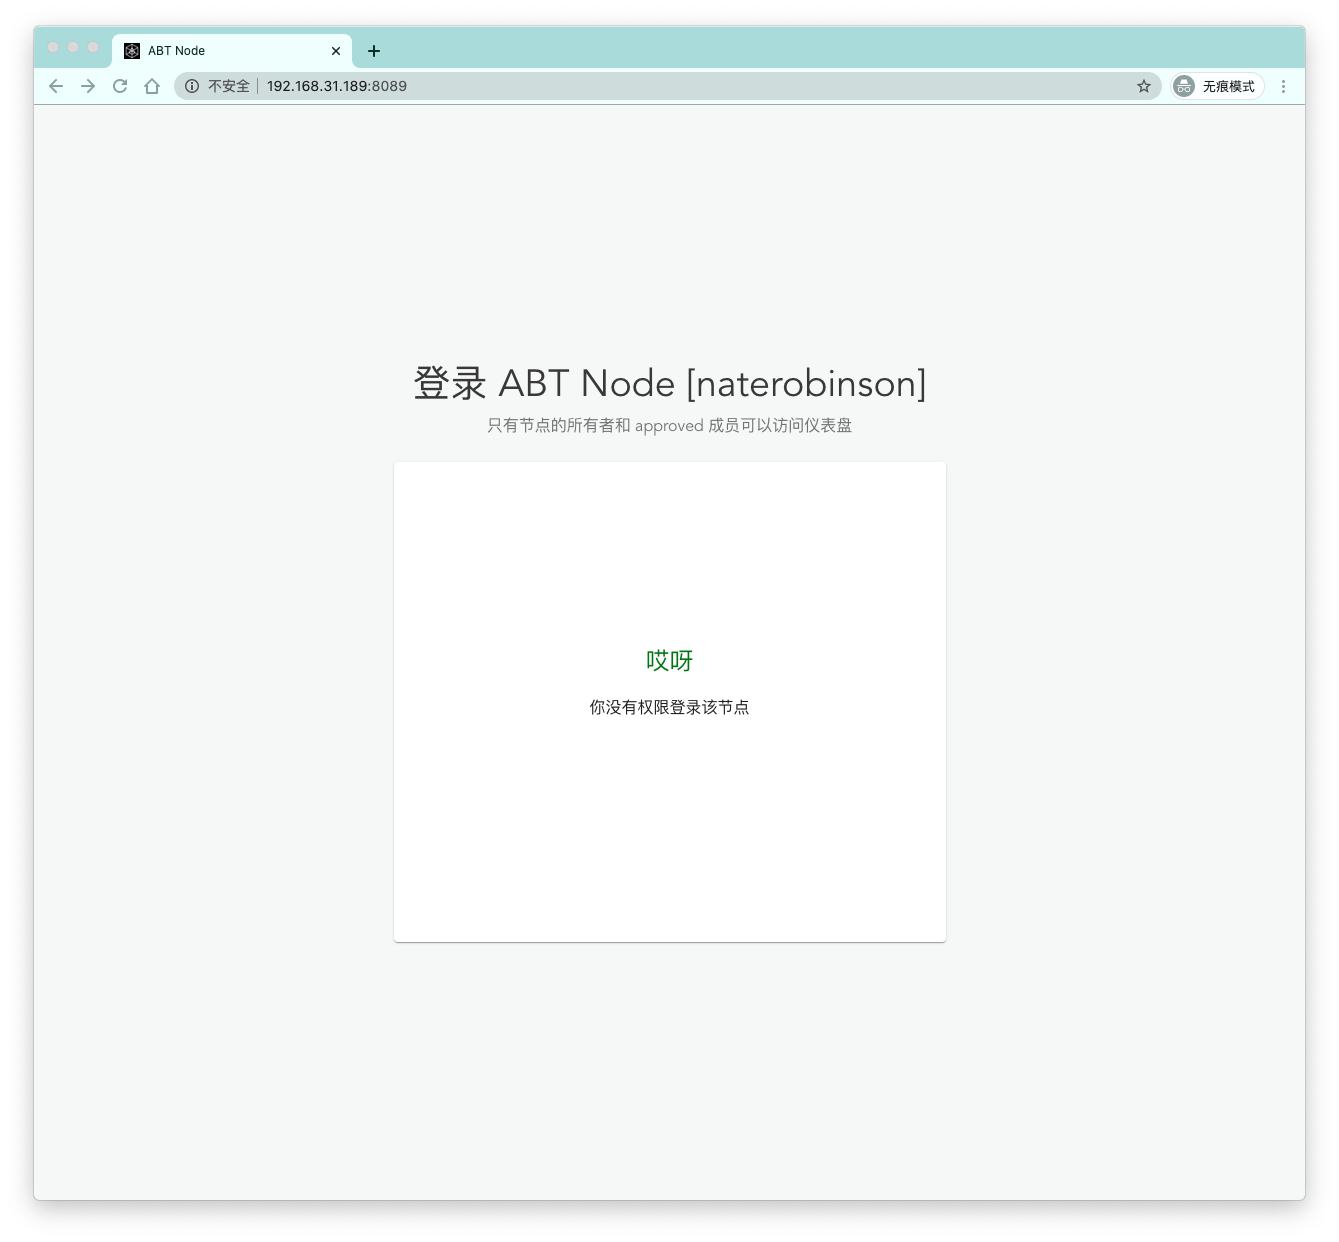 ABT Node
不安全 192.168.31.189:8089
无痕模式
登录 ABT Node [naterobinson]
只有节点的所有者和 approved 成员可以访问仪表盘
哎呀
你没有权限登录该节点